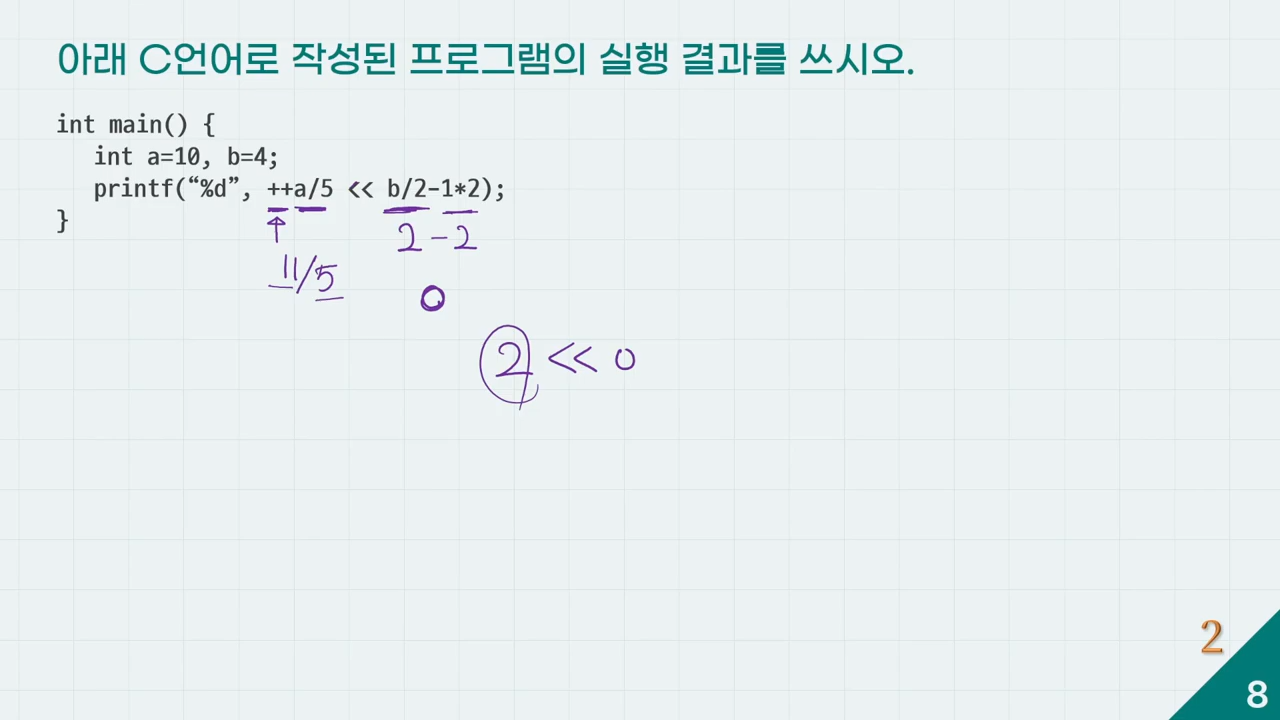 아래 C언어로 작성된 프로그램의 실행 결과를 쓰시오.
int main() {
int a=10, b=4;
printf(“%d”, ++a/5 << b/2-1*2);
}
2 - 2
11/5
0
2 << 0
2
8